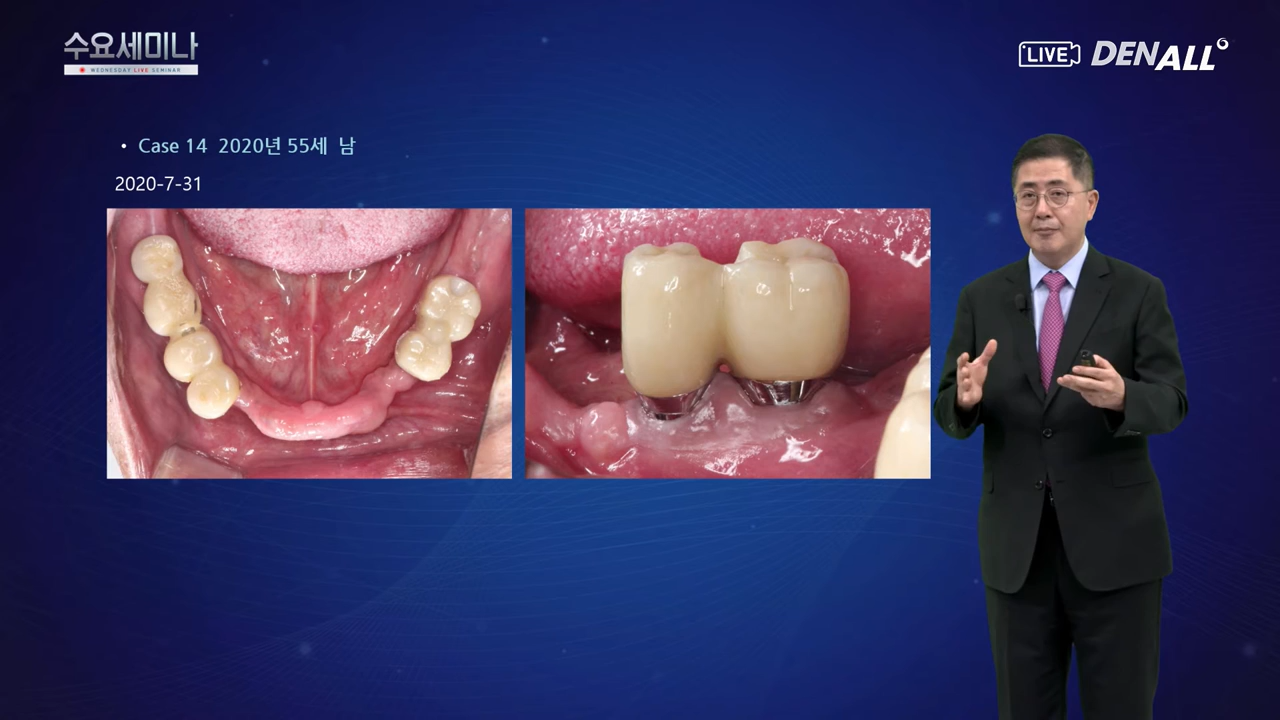 수요세미나
WEDNESDAY LIVE SEMINAR
LIVE DENALL
• Case 14 2020년 55세 남
2020-7-31